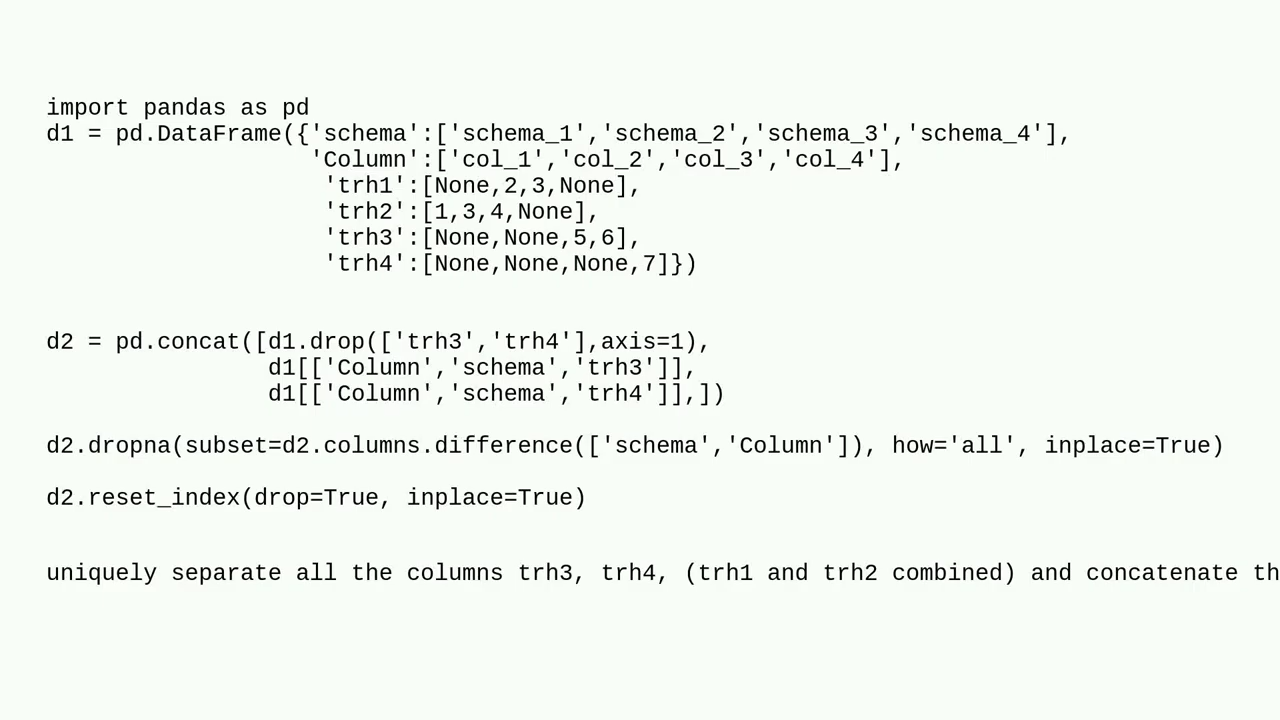 import pandas as pd
d1 = pd.DataFrame({'schema':['schema_1','schema_2','schema_3','schema_4'],
                   'Column':['col_1','col_2','col_3','col_4'],
                    'trh1':[None,2,3,None],
                    'trh2':[1,3,4,None],
                    'trh3':[None,None,5,6],
                    'trh4':[None,None,None,7]})
d2 = pd.concat([d1.drop(['trh3','trh4'],axis=1),
                d1[['Column','schema','trh3']],
                d1[['Column','schema','trh4']],])
d2.dropna(subset=d2.columns.difference(['schema','Column']), how='all', inplace=True)
d2.reset_index(drop=True, inplace=True)
uniquely separate all the columns trh3, trh4, (trh1 and trh2 combined) and concatenate